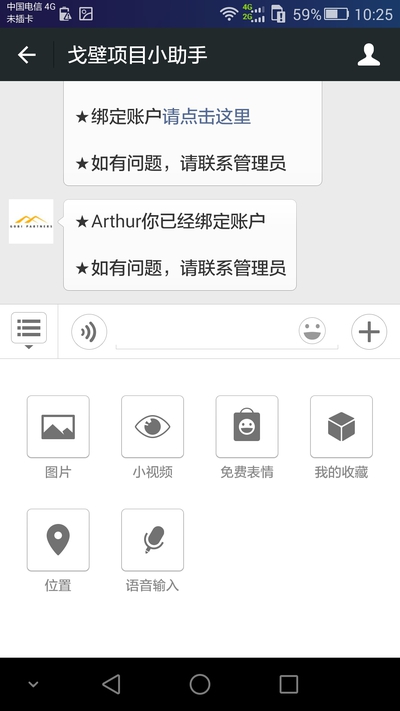 中国电信 4G
未插卡
4G
2G
59%
10:25
戈壁项目小助手
★绑定账户请点击这里
★如有问题，请联系管理员
GOBI PARTNERS
★Arthur你已经绑定账户
★如有问题，请联系管理员
图片
小视频
免费表情
我的收藏
位置
语音输入